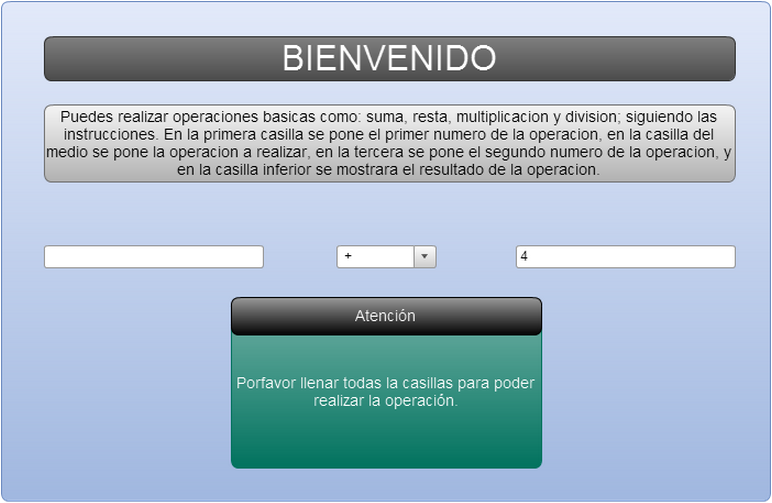 BIENVENIDO
Puedes realizar operaciones basicas como: suma, resta, multiplicacion y division; siguiendo las
instrucciones. En la primera casilla se pone el primer numero de la operacion, en la casilla del
medio se pone la operacion a realizar, en la tercera se pone el segundo numero de la operacion, y
en la casilla inferior se mostrara el resultado de la operacion.
+ 4
Atención
Porfavor llenar todas la casillas para poder
realizar la operación.